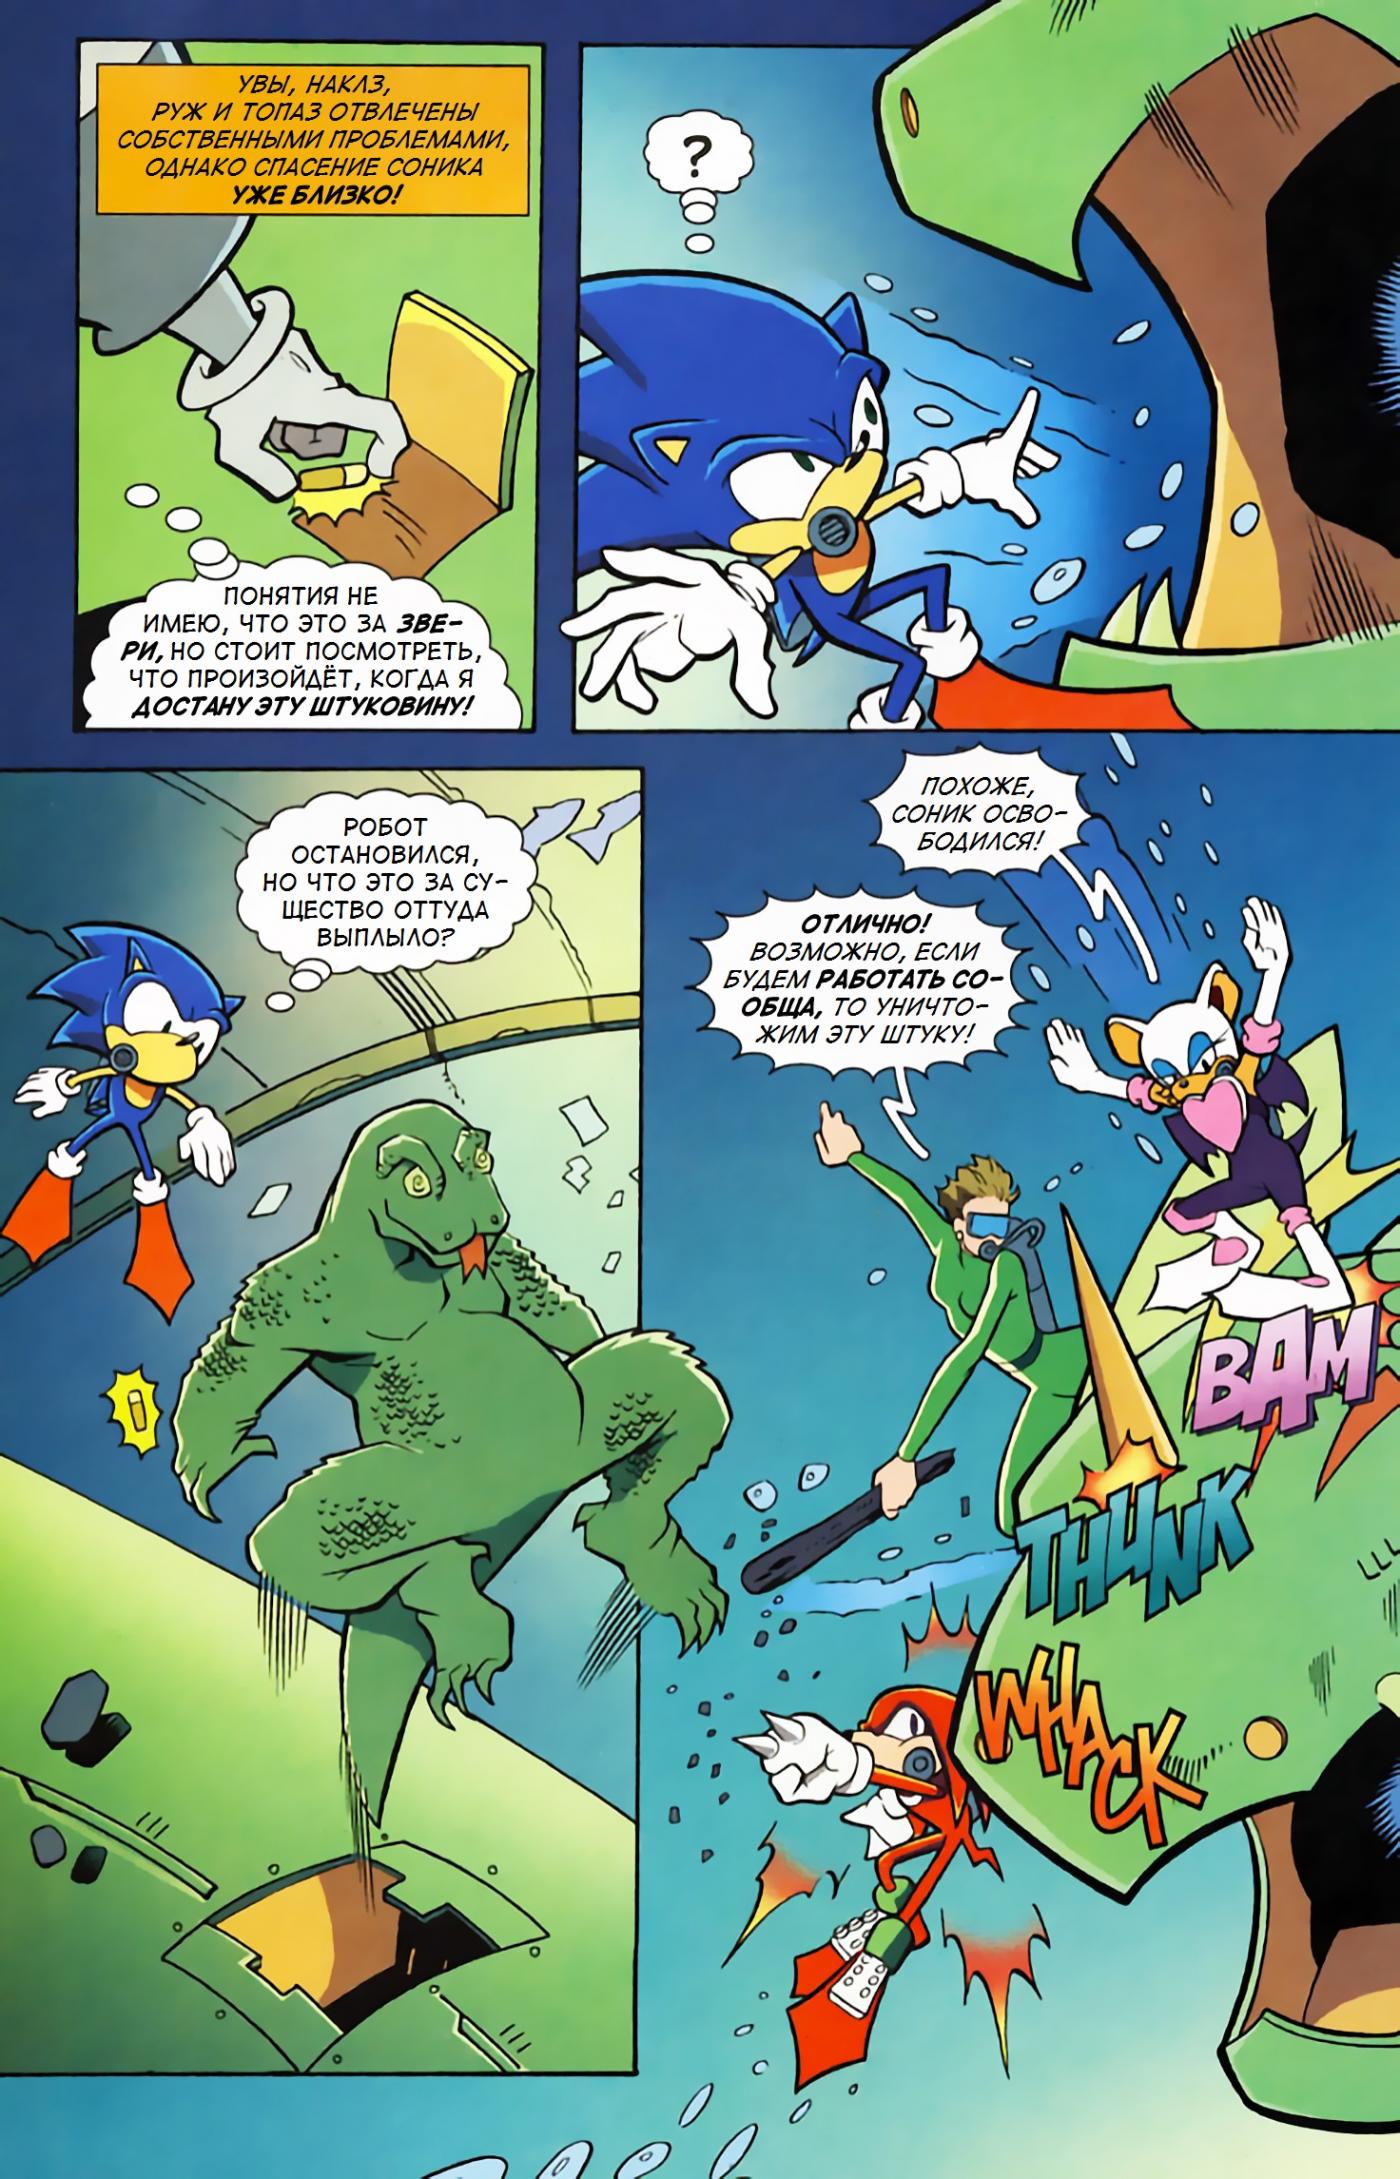 УВЫ, НАКЛЗ,
РУЖ И ТОПАЗ ОТВЛЕЧЕНЫ
СОБСТВЕННЫМИ ПРОБЛЕМАМИ,
ОДНАКО СПАСЕНИЕ СОНИКА
УЖЕ БЛИЗКО!
ПОНЯТИЯ НЕ
ИМЕЮ, ЧТО ЭТО ЗА ЗВЕ-
РИ, НО СТОИТ ПОСМОТРЕТЬ,
ЧТО ПРОИЗОЙДЁТ, КОГДА Я
ДОСТАНУ ЭТУ ШТУКОВИНУ!
?
РОБОТ
ОСТАНОВИЛСЯ,
НО ЧТО ЭТО ЗА СУ-
ЩЕСТВО ОТТУДА
ВЫПЛЫЛО?
ПОХОЖЕ,
СОНИК ОСВО-
БОДИЛСЯ!
ОТЛИЧНО!
ВОЗМОЖНО, ЕСЛИ
БУДЕМ РАБОТАТЬ СО-
ОБЩА, ТО УНИЧТО-
ЖИМ ЭТУ ШТУКУ!
BAM
THUNK
WHACK